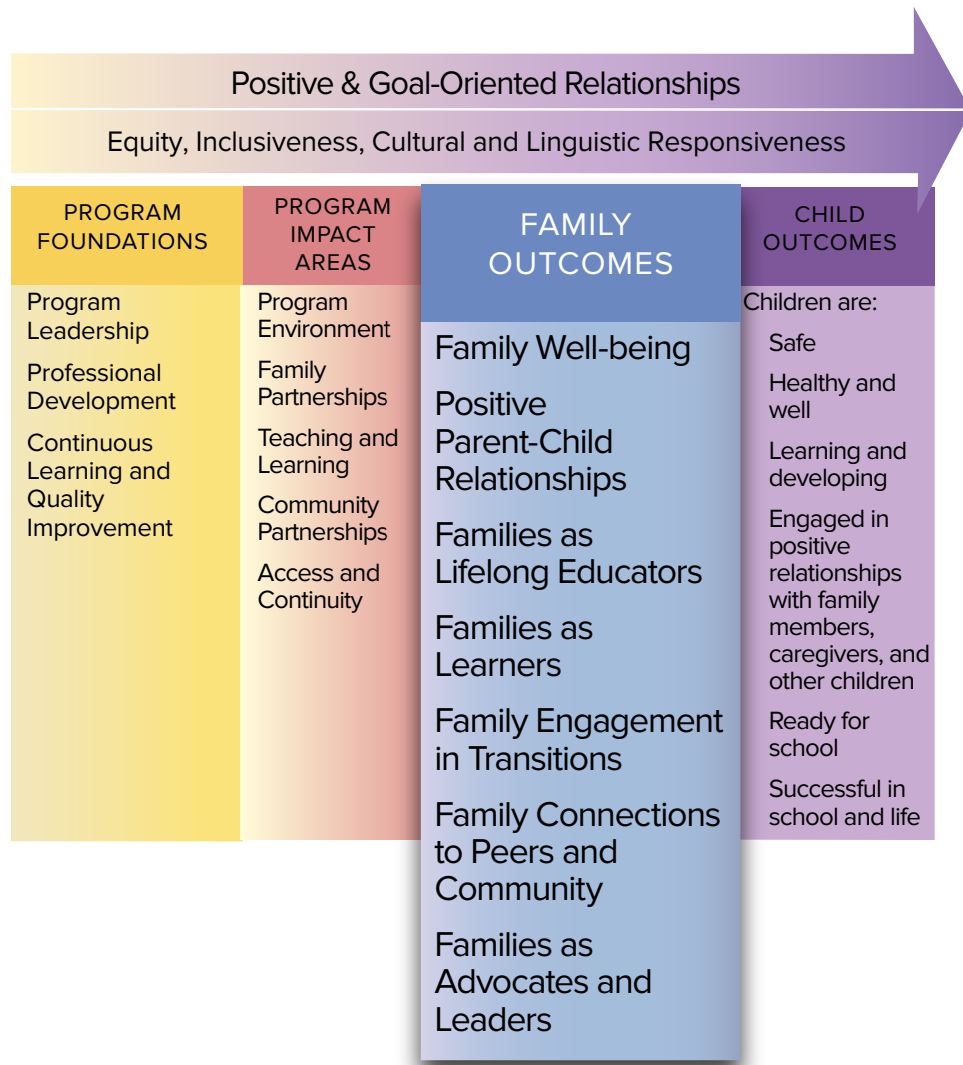 Positive & Goal-Oriented Relationships
Equity, Inclusiveness, Cultural and Linguistic Responsiveness
PROGRAM
FOUNDATIONS
Program
Leadership
Professional
Development
Continuous
Learning and
Quality
Improvement
PROGRAM
IMPACT
AREAS
Program
Environment
Family
Partnerships
Teaching and
Learning
Community
Partnerships
Access and
Continuity
FAMILY
OUTCOMES
Family Well-being
Positive
Parent-Child
Relationships
Families as
Lifelong Educators
Families as
Learners
Family Engagement
in Transitions
Family Connections
to Peers and
Community
Families as
Advocates and
Leaders
CHILD
OUTCOMES
Children are:
Safe
Healthy and
well
Learning and
developing
Engaged in
positive
relationships
with family
members,
caregivers, and
other children
Ready for
school
Successful in
school and life